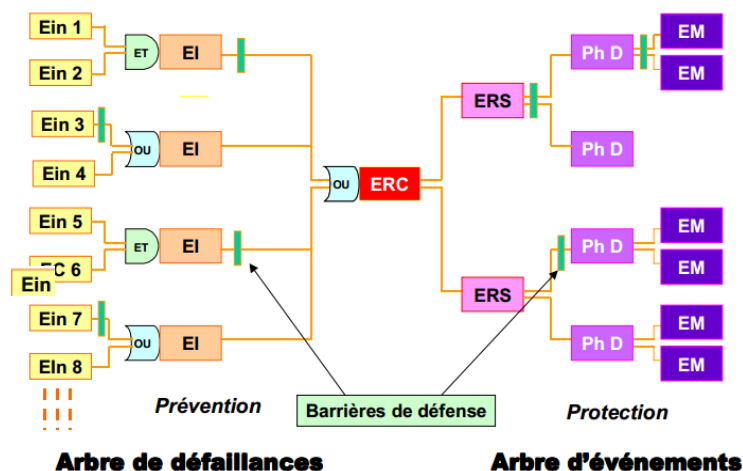 Ein 1
Ein 2
ET
EI
Ein 3
Ein 4
OU
EI
Ein 5
EC 6
Ein
ET
EI
Ein 7
EIn 8
OU
EI
OU
ERC
ERS
ERS
Ph D
EM
EM
Ph D
Ph D
EM
EM
Ph D
EM
EM
Prévention
Barrières de défense
Protection
Arbre de défaillances
Arbre d'événements